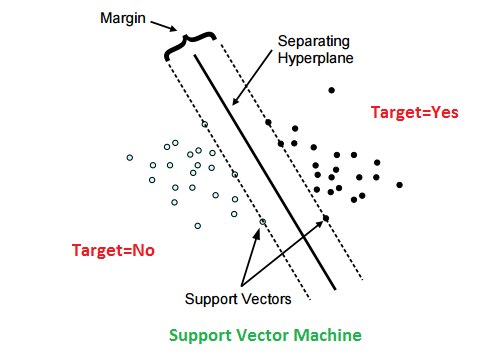 Margin
Separating
Hyperplane
Target=Yes
Target=No
Support Vectors
Support Vector Machine